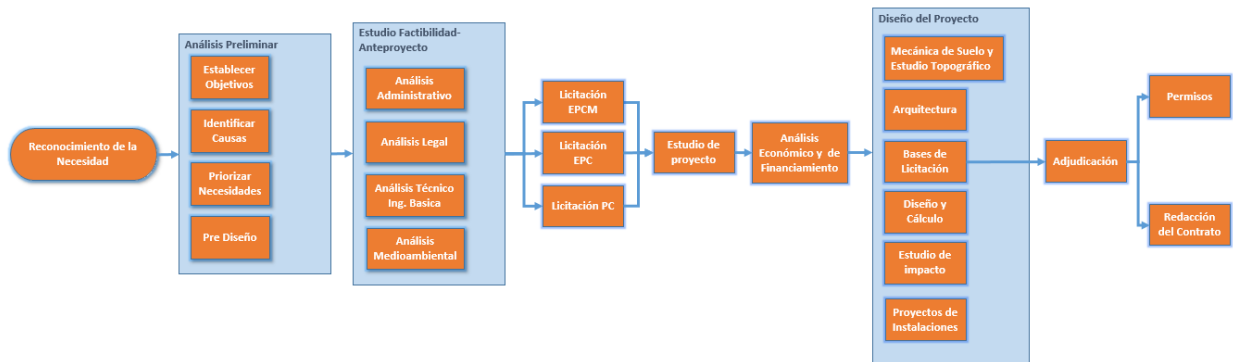 Reconocimiento de la
Necesidad
Análisis Preliminar
Establecer
Objetivos
Identificar
Causas
Priorizar
Necesidades
Pre Diseño
Estudio Factibilidad-
Anteproyecto
Análisis
Administrativo
Análisis Legal
Análisis Técnico
Ing. Basica
Análisis
Medioambiental
Licitación
EPCM
Licitación
EPC
Licitación PC
Estudio de
proyecto
Análisis
Económico y de
Financiamiento
Diseño del Proyecto
Mecánica de Suelo y
Estudio Topográfico
Arquitectura
Bases de
Licitación
Diseño y
Cálculo
Estudio de
impacto
Proyectos de
Instalaciones
Adjudicación
Permisos
Redacción
del Contrato